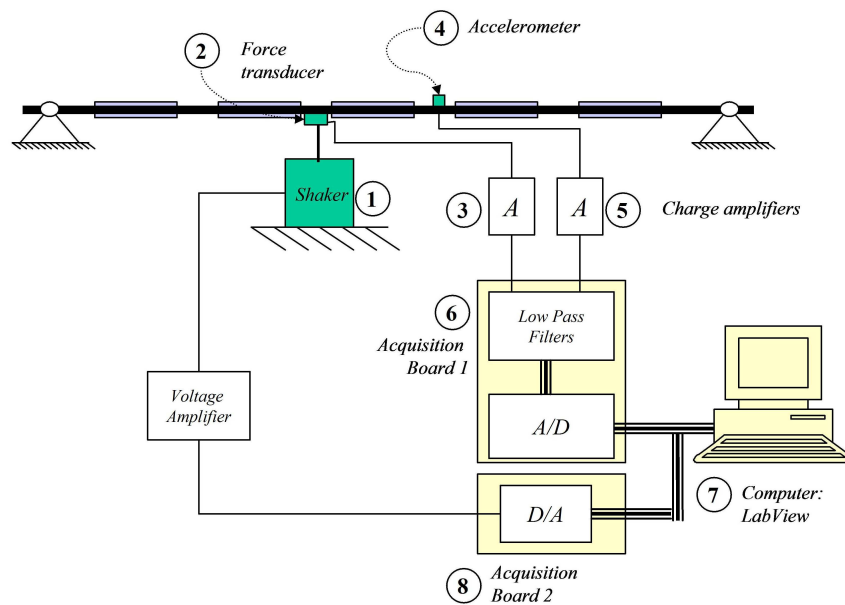 2
Force
transducer
4
Accelerometer
Shaker
1
3
A
A
5
Charge amplifiers
6
Acquisition
Board 1
Low Pass
Filters
A/D
Voltage
Amplifier
7
Computer:
LabView
D/A
8
Acquisition
Board 2